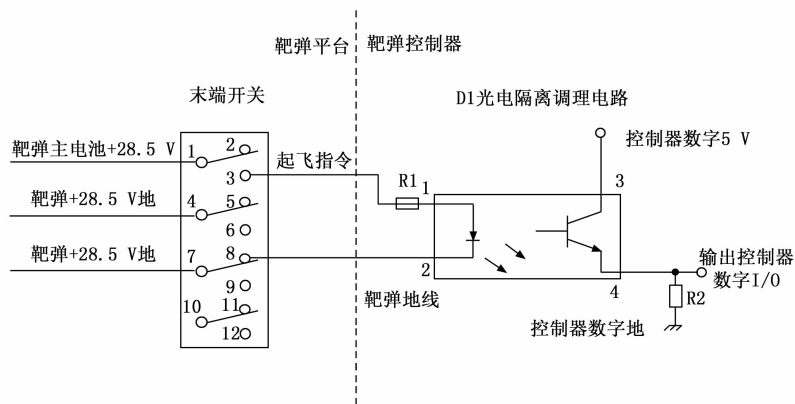 靶弹平台
靶弹控制器
末端开关
D1光电隔离调理电路
靶弹主电池+28.5 V
1
2
3
起飞指令
R1
1
3
控制器数字5 V
靶弹+28.5 V地
4
5
6
靶弹+28.5 V地
7
8
9
2
4
靶弹地线
输出控制器
数字I/O
R2
控制器数字地
10
11
12